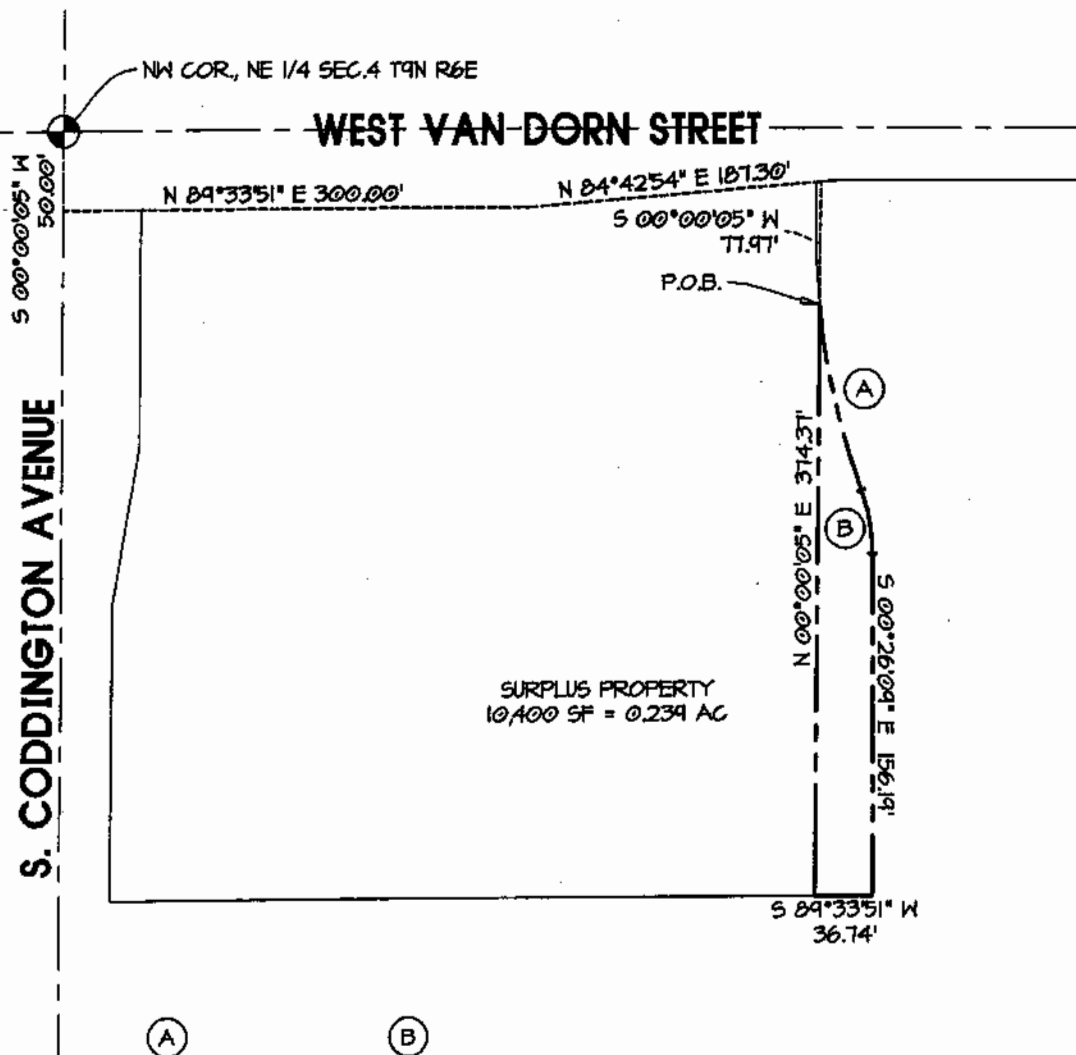 NW COR., NE 1/4 SEC.4 T9N R6E
WEST VAN DORN STREET
S 00°00'05" W
50.00'
N 89°33'51" E 300.00'
N 84°42'54" E 187.30'
S 00°00'05" W
77.97'
P.O.B.
A
N 00°00'05" E 374.37'
B
S 00°26'09" E 156.19'
S. CODDINGTON AVENUE
SURPLUS PROPERTY
10,400 SF = 0.239 AC
S 89°33'51" W
36.74'
A
B